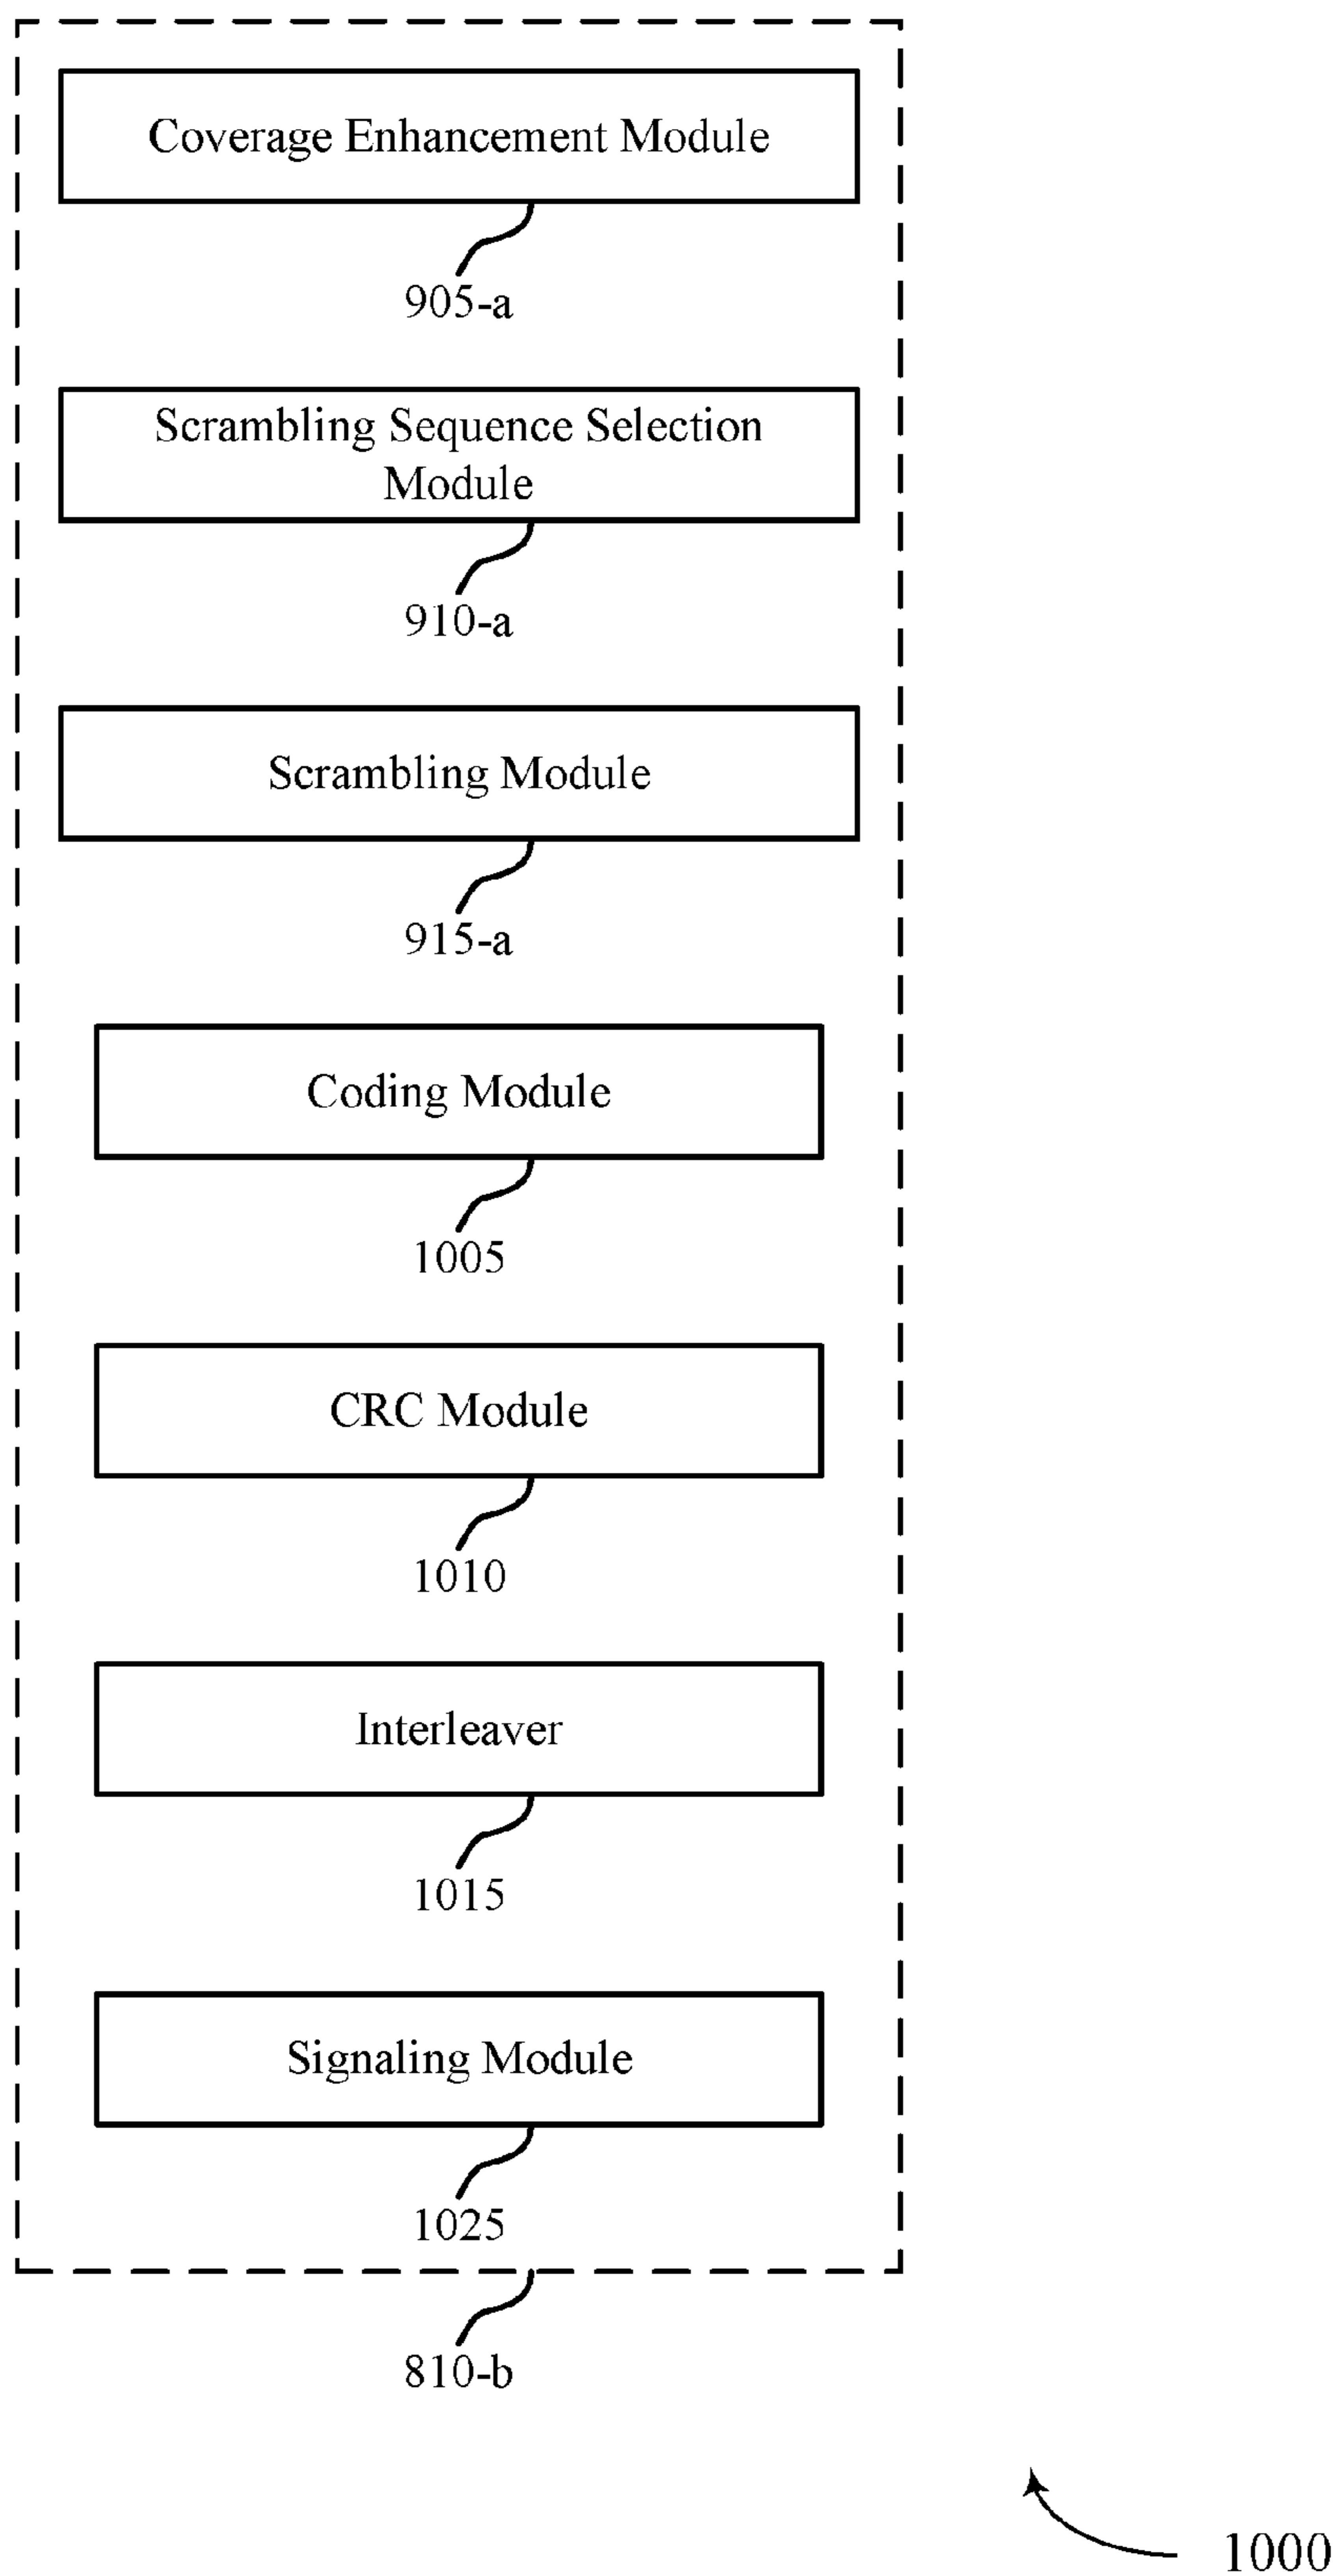 Coverage Enhancement Module
905-a
Scrambling Sequence Selection
Module
910-a
Scrambling Module
915-a
Coding Module
1005
CRC Module
1010
Interleaver
1015
Signaling Module
1025
810-b
1000